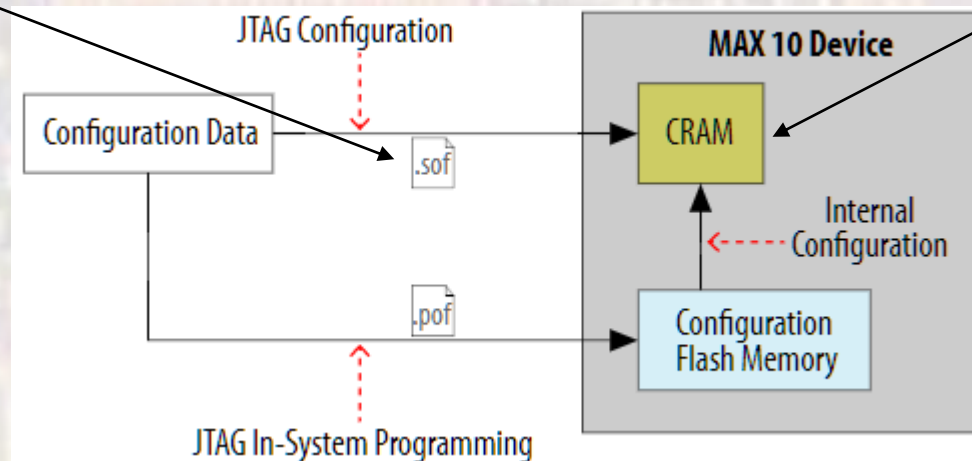 JTAG Configuration
MAX 10 Device
Configuration Data
.sof
CRAM
Internal
Configuration
.pof
Configuration
Flash Memory
JTAG In-System Programming